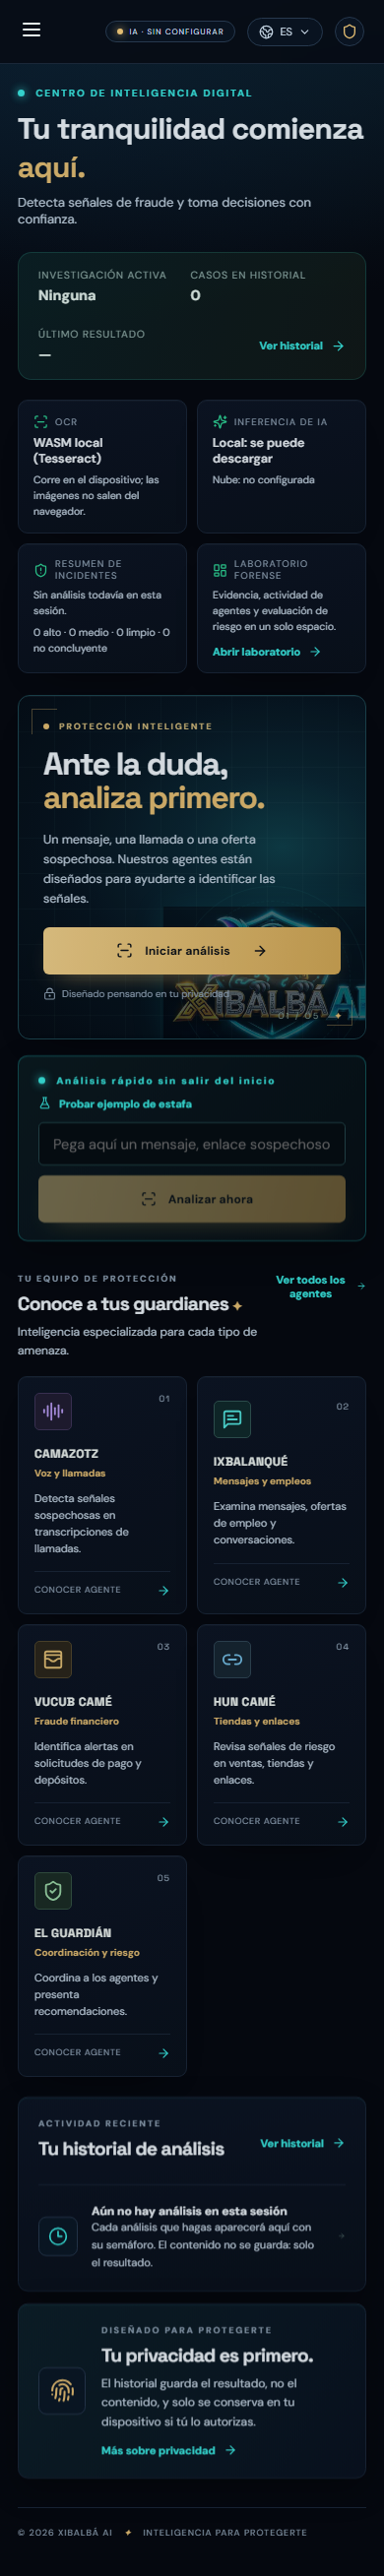 IA · SIN CONFIGURAR
ES
CENTRO DE INTELIGENCIA DIGITAL
Tu tranquilidad comienza
aquí.
Detecta señales de fraude y toma decisiones con
confianza.
INVESTIGACIÓN ACTIVA
Ninguna
CASOS EN HISTORIAL
0
ÚLTIMO RESULTADO
—
Ver historial
OCR
WASM local
(Tesseract)
Corre en el dispositivo; las
imágenes no salen del
navegador.
INFERENCIA DE IA
Local: se puede
descargar
Nube: no configurada
RESUMEN DE
INCIDENTES
Sin análisis todavía en esta
sesión.
0 alto · 0 medio · 0 limpio · 0
no concluyente
LABORATORIO
FORENSE
Evidencia, actividad de
agentes y evaluación de
riesgo en un solo espacio.
Abrir laboratorio
PROTECCIÓN INTELIGENTE
Ante la duda,
analiza primero.
Un mensaje, una llamada o una oferta
sospechosa. Nuestros agentes están
diseñados para ayudarte a identificar las
señales.
Iniciar análisis
Diseñado pensando en tu privacidad
XIBALBÁ AI
01 / 05
Análisis rápido sin salir del inicio
Probar ejemplo de estafa
Pega aquí un mensaje, enlace sospechoso
Analizar ahora
TU EQUIPO DE PROTECCIÓN
Conoce a tus guardianes
Inteligencia especializada para cada tipo de
amenaza.
Ver todos los
agentes
01
CAMAZOTZ
Voz y llamadas
Detecta señales
sospechosas en
transcripciones de
llamadas.
CONOCER AGENTE
02
IXBALANQUÉ
Mensajes y empleos
Examina mensajes, ofertas
de empleo y
conversaciones.
CONOCER AGENTE
03
VUCUB CAMÉ
Fraude financiero
Identifica alertas en
solicitudes de pago y
depósitos.
CONOCER AGENTE
04
HUN CAMÉ
Tiendas y enlaces
Revisa señales de riesgo
en ventas, tiendas y
enlaces.
CONOCER AGENTE
05
EL GUARDIÁN
Coordinación y riesgo
Coordina a los agentes y
presenta
recomendaciones.
CONOCER AGENTE
ACTIVIDAD RECIENTE
Tu historial de análisis
Ver historial
Aún no hay análisis en esta sesión
Cada análisis que hagas aparecerá aquí con
su semáforo. El contenido no se guarda: solo
el resultado.
DISEÑADO PARA PROTEGERTE
Tu privacidad es primero.
El historial guarda el resultado, no el
contenido, y solo se conserva en tu
dispositivo si tú lo autorizas.
Más sobre privacidad
© 2026 XIBALBÁ AI ✦ INTELIGENCIA PARA PROTEGERTE